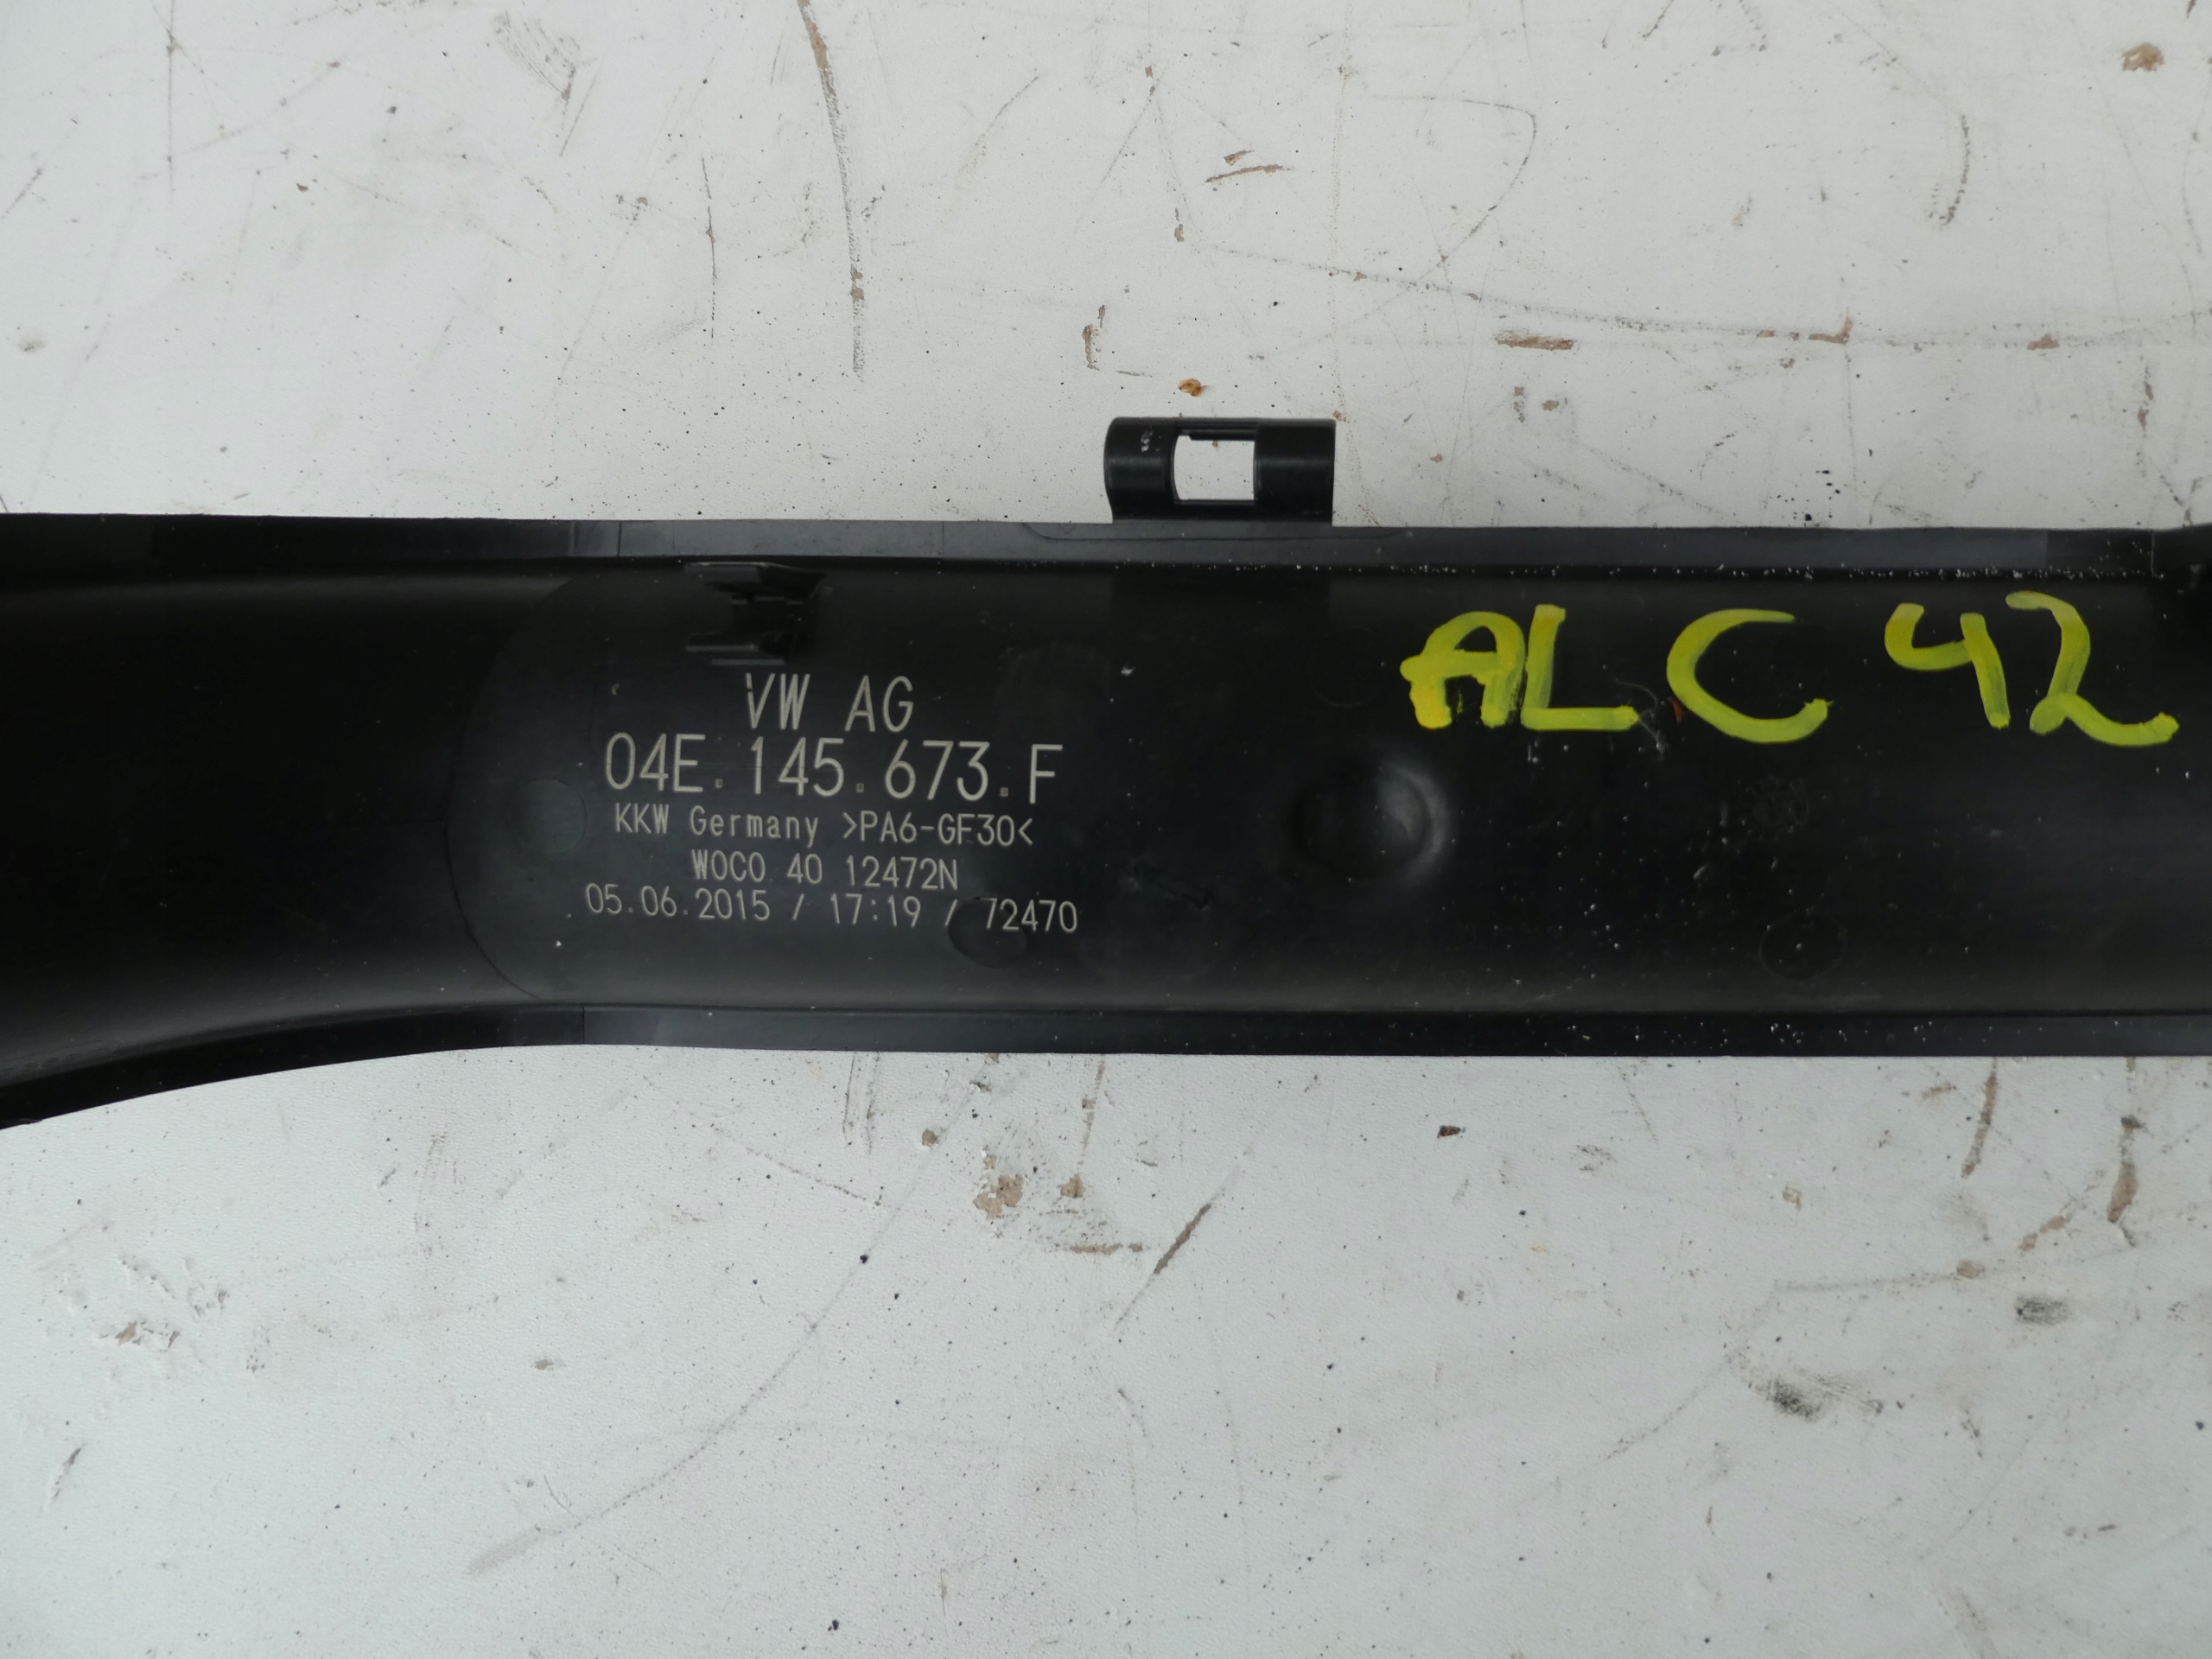 ALC 42
VW AG
04E.145.673.F
KKW Germany >PA6-GF30<
WOCO 40 12472N
05.06.2015 / 17:19 / 72470